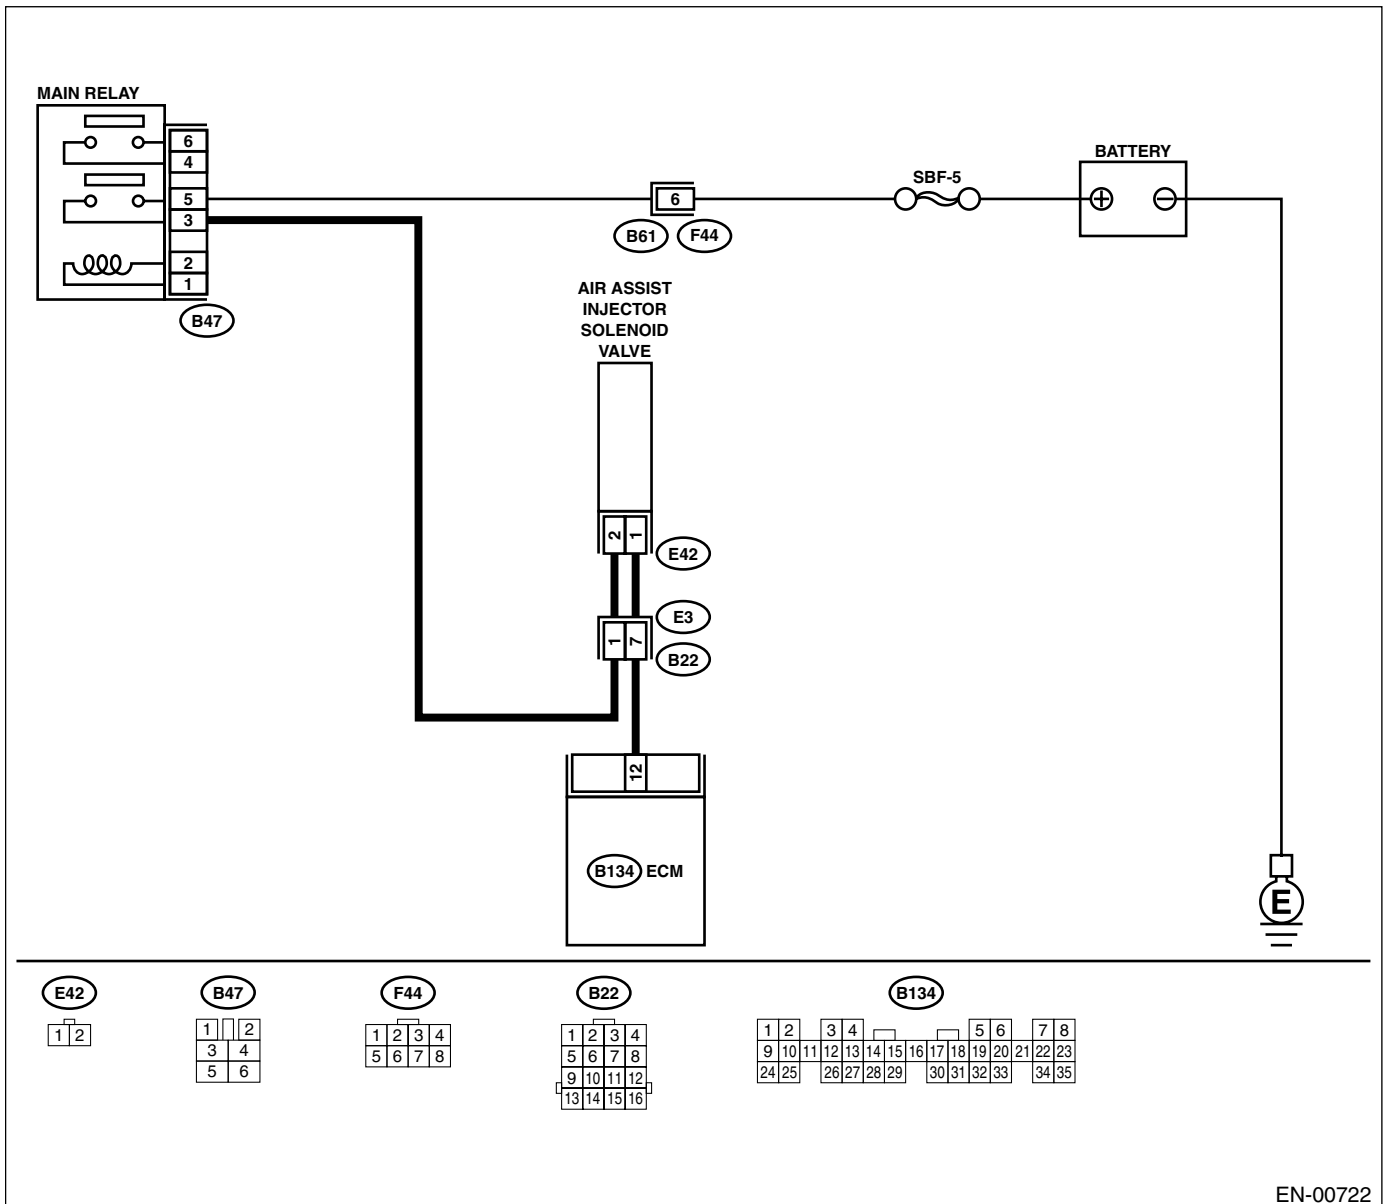 MAIN RELAY
6
4
5
3
2
1
B47
6
B61 F44
SBF-5
BATTERY
+ −
AIR ASSIST
INJECTOR
SOLENOID
VALVE
2 1
E42
E3
1 7
B22
12
B134 ECM
E
E42
1 2
B47
1 2
3 4
5 6
F44
1 2 3 4
5 6 7 8
B22
1 2 3 4
5 6 7 8
9 10 11 12
13 14 15 16
B134
1 2 3 4 5 6 7 8
9 10 11 12 13 14 15 16 17 18 19 20 21 22 23
24 25 26 27 28 29 30 31 32 33 34 35
EN-00722